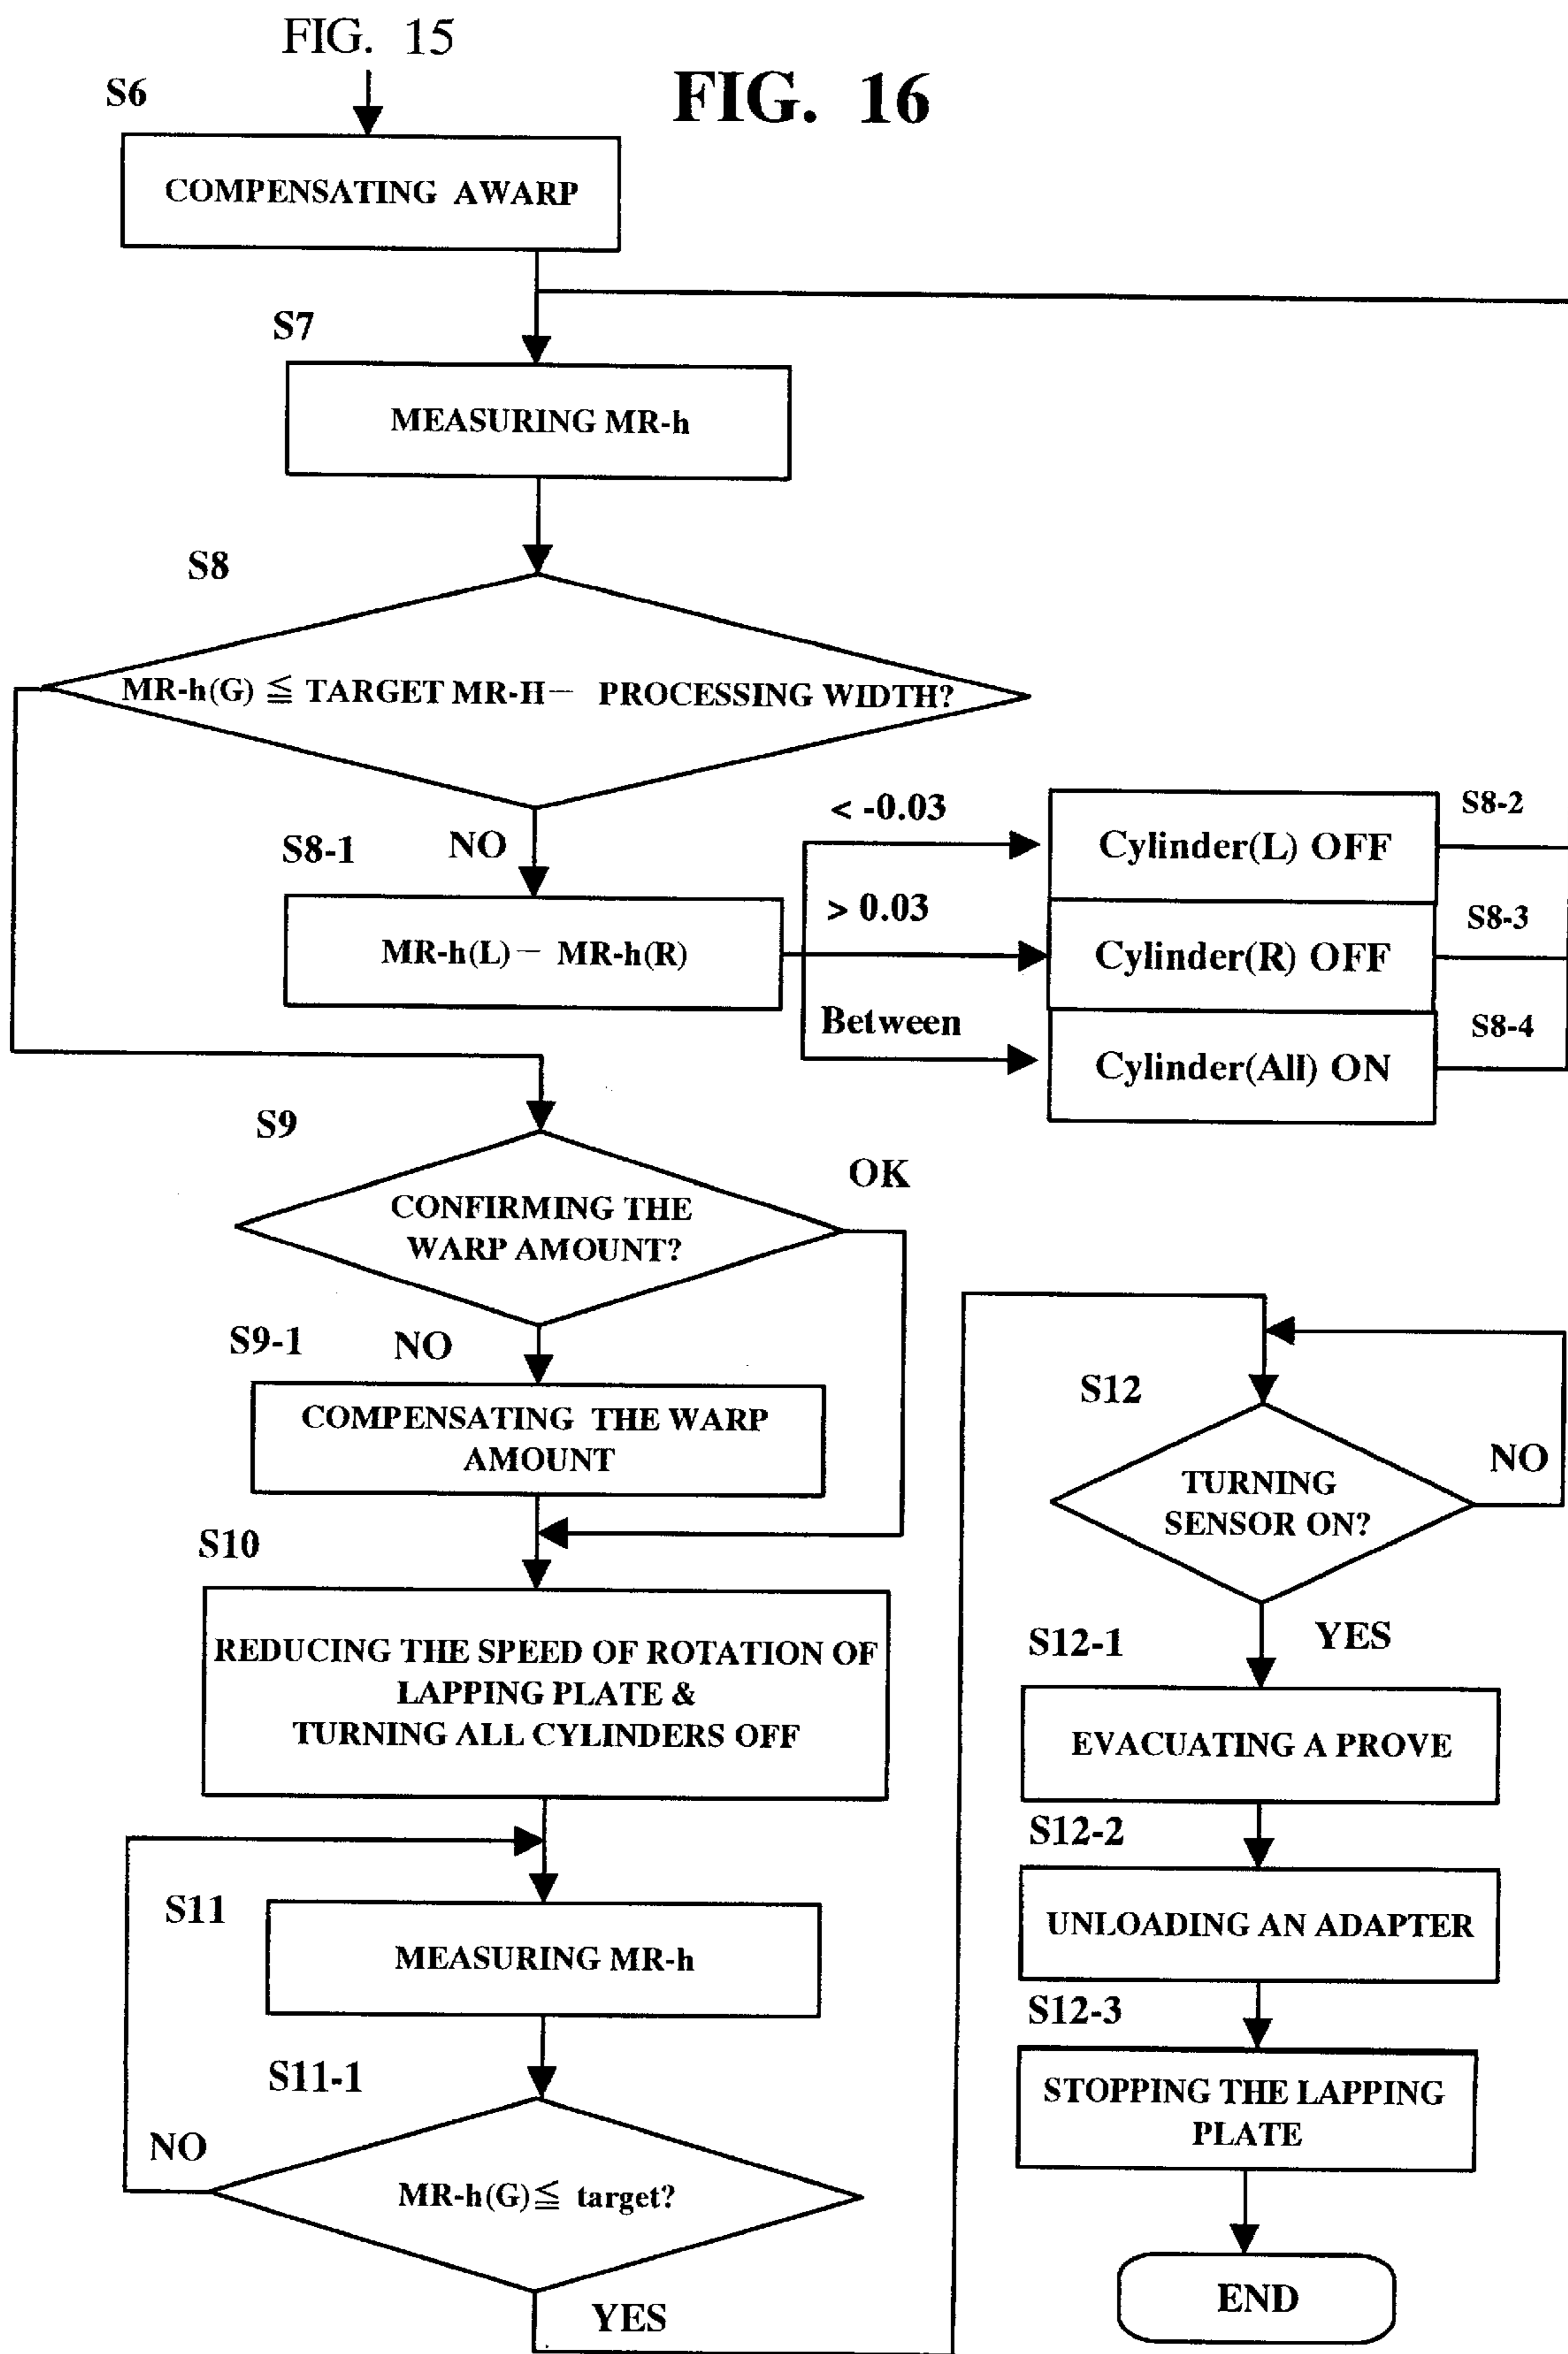 FIG. 15
FIG. 16
S6
COMPENSATING AWARP
S7
MEASURING MR-h
S8
MR-h(G) ≦ TARGET MR-H－ PROCESSING WIDTH?
NO
S8-1
MR-h(L)－ MR-h(R)
< -0.03
Cylinder(L) OFF
S8-2
> 0.03
Cylinder(R) OFF
S8-3
Between
Cylinder(All) ON
S8-4
S9
CONFIRMING THE
WARP AMOUNT?
OK
NO
S9-1
COMPENSATING THE WARP
AMOUNT
S10
REDUCING THE SPEED OF ROTATION OF
LAPPING PLATE &
TURNING ALL CYLINDERS OFF
S11
MEASURING MR-h
S11-1
NO
MR-h(G)≦ target?
YES
S12
TURNING
SENSOR ON?
NO
YES
S12-1
EVACUATING A PROVE
S12-2
UNLOADING AN ADAPTER
S12-3
STOPPING THE LAPPING
PLATE
END